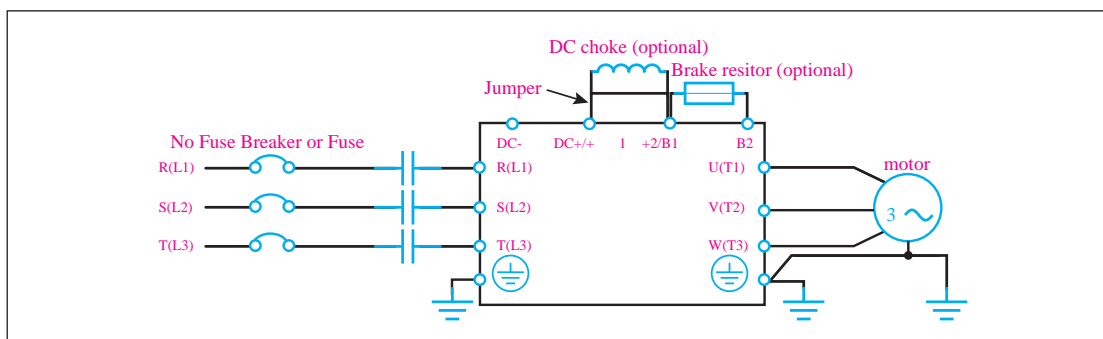 DC choke (optional)
Brake resitor (optional)
Jumper
No Fuse Breaker or Fuse
DC- DC+/+ 1 +2/B1 B2
R(L1) R(L1) U(T1) motor
S(L2) S(L2) V(T2) 3
T(L3) T(L3) W(T3)